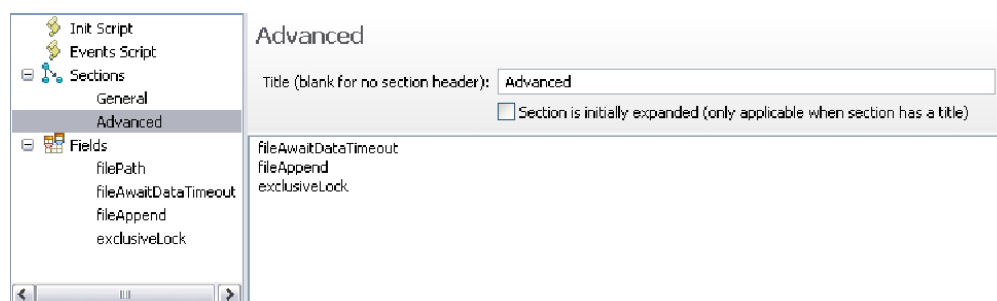 Init Script
Events Script
Sections
General
Advanced
Fields
filePath
fileAwaitDataTimeout
fileAppend
exclusiveLock
Advanced
Title (blank for no section header): Advanced
Section is initially expanded (only applicable when section has a title)
fileAwaitDataTimeout
fileAppend
exclusiveLock